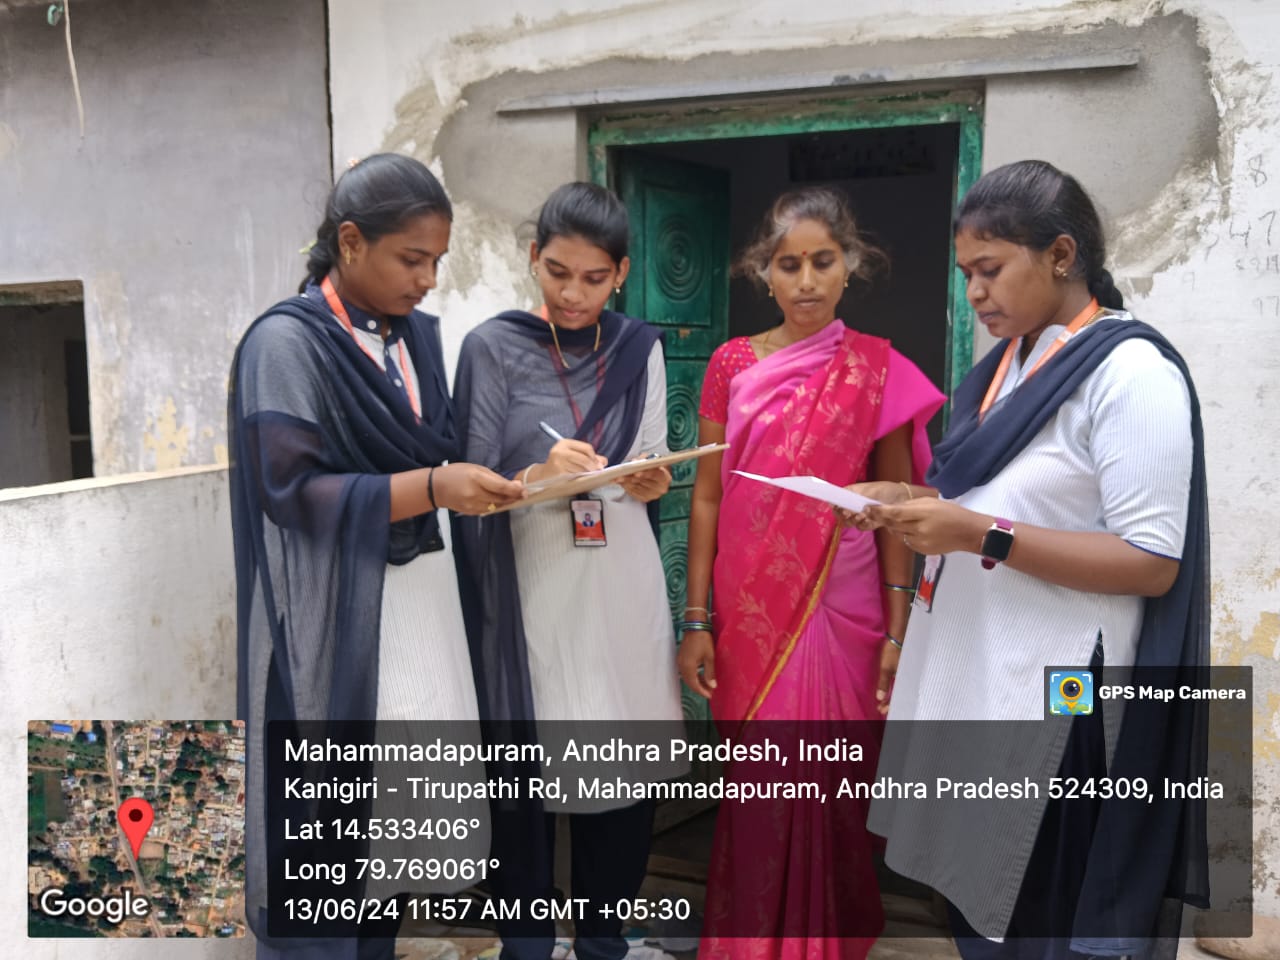 GPS Map Camera
Mahammadapuram, Andhra Pradesh, India
Kanigiri - Tirupathi Rd, Mahammadapuram, Andhra Pradesh 524309, India
Lat 14.533406°
Long 79.769061°
13/06/24 11:57 AM GMT +05:30
Google